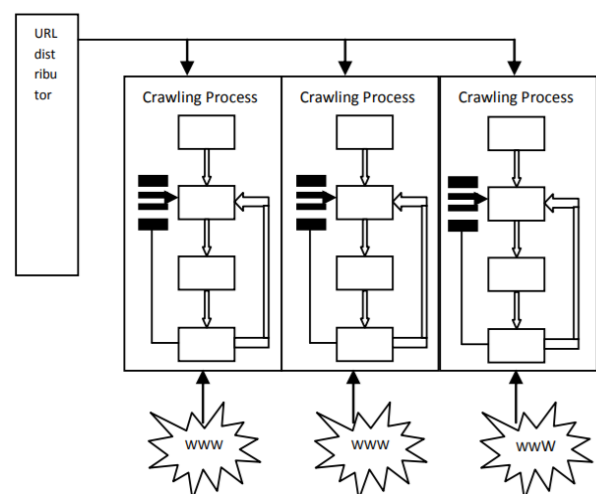 URL
dist
ribu
tor
Crawling Process
Crawling Process
Crawling Process
WWW
WWW
WwW